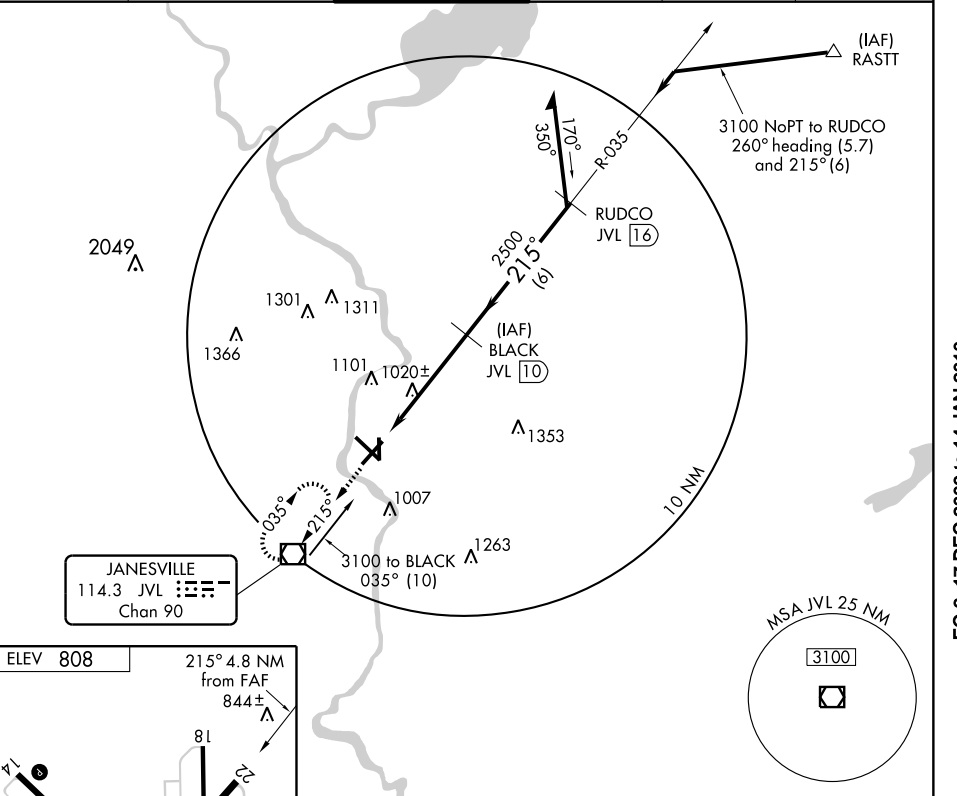 (IAF)
RASTT
3100 NoPT to RUDCO
260° heading (5.7)
and 215° (6)
R-035
170°
350°
RUDCO
JVL 16
2500
215°
(6)
2049
1301
1311
1366
(IAF)
BLACK
JVL 10
1101
1020±
1353
10 NM
1007
035°
215°
1263
3100 to BLACK
035° (10)
JANESVILLE
114.3 JVL
Chan 90
MSA JVL 25 NM
3100
ELEV 808
215° 4.8 NM
from FAF
844±
18
22
14
P